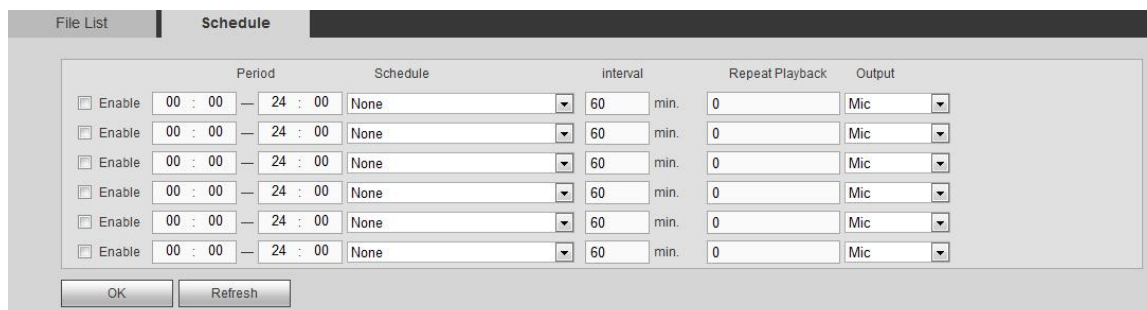 File List Schedule
Period Schedule interval Repeat Playback Output
Enable 00 : 00 — 24 : 00 None 60 min. 0 Mic
Enable 00 : 00 — 24 : 00 None 60 min. 0 Mic
Enable 00 : 00 — 24 : 00 None 60 min. 0 Mic
Enable 00 : 00 — 24 : 00 None 60 min. 0 Mic
Enable 00 : 00 — 24 : 00 None 60 min. 0 Mic
Enable 00 : 00 — 24 : 00 None 60 min. 0 Mic
OK Refresh